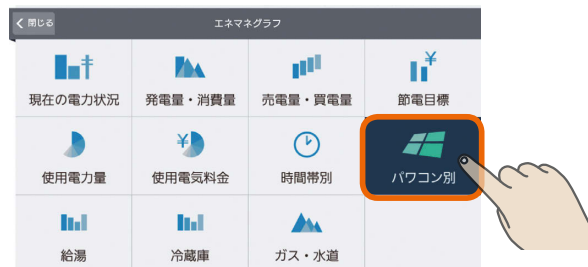 閉じる
エネマネグラフ
現在の電力状況 発電量・消費量 売電量・買電量 節電目標
使用電力量 使用電気料金 時間帯別 パワコン別
給湯 冷蔵庫 ガス・水道